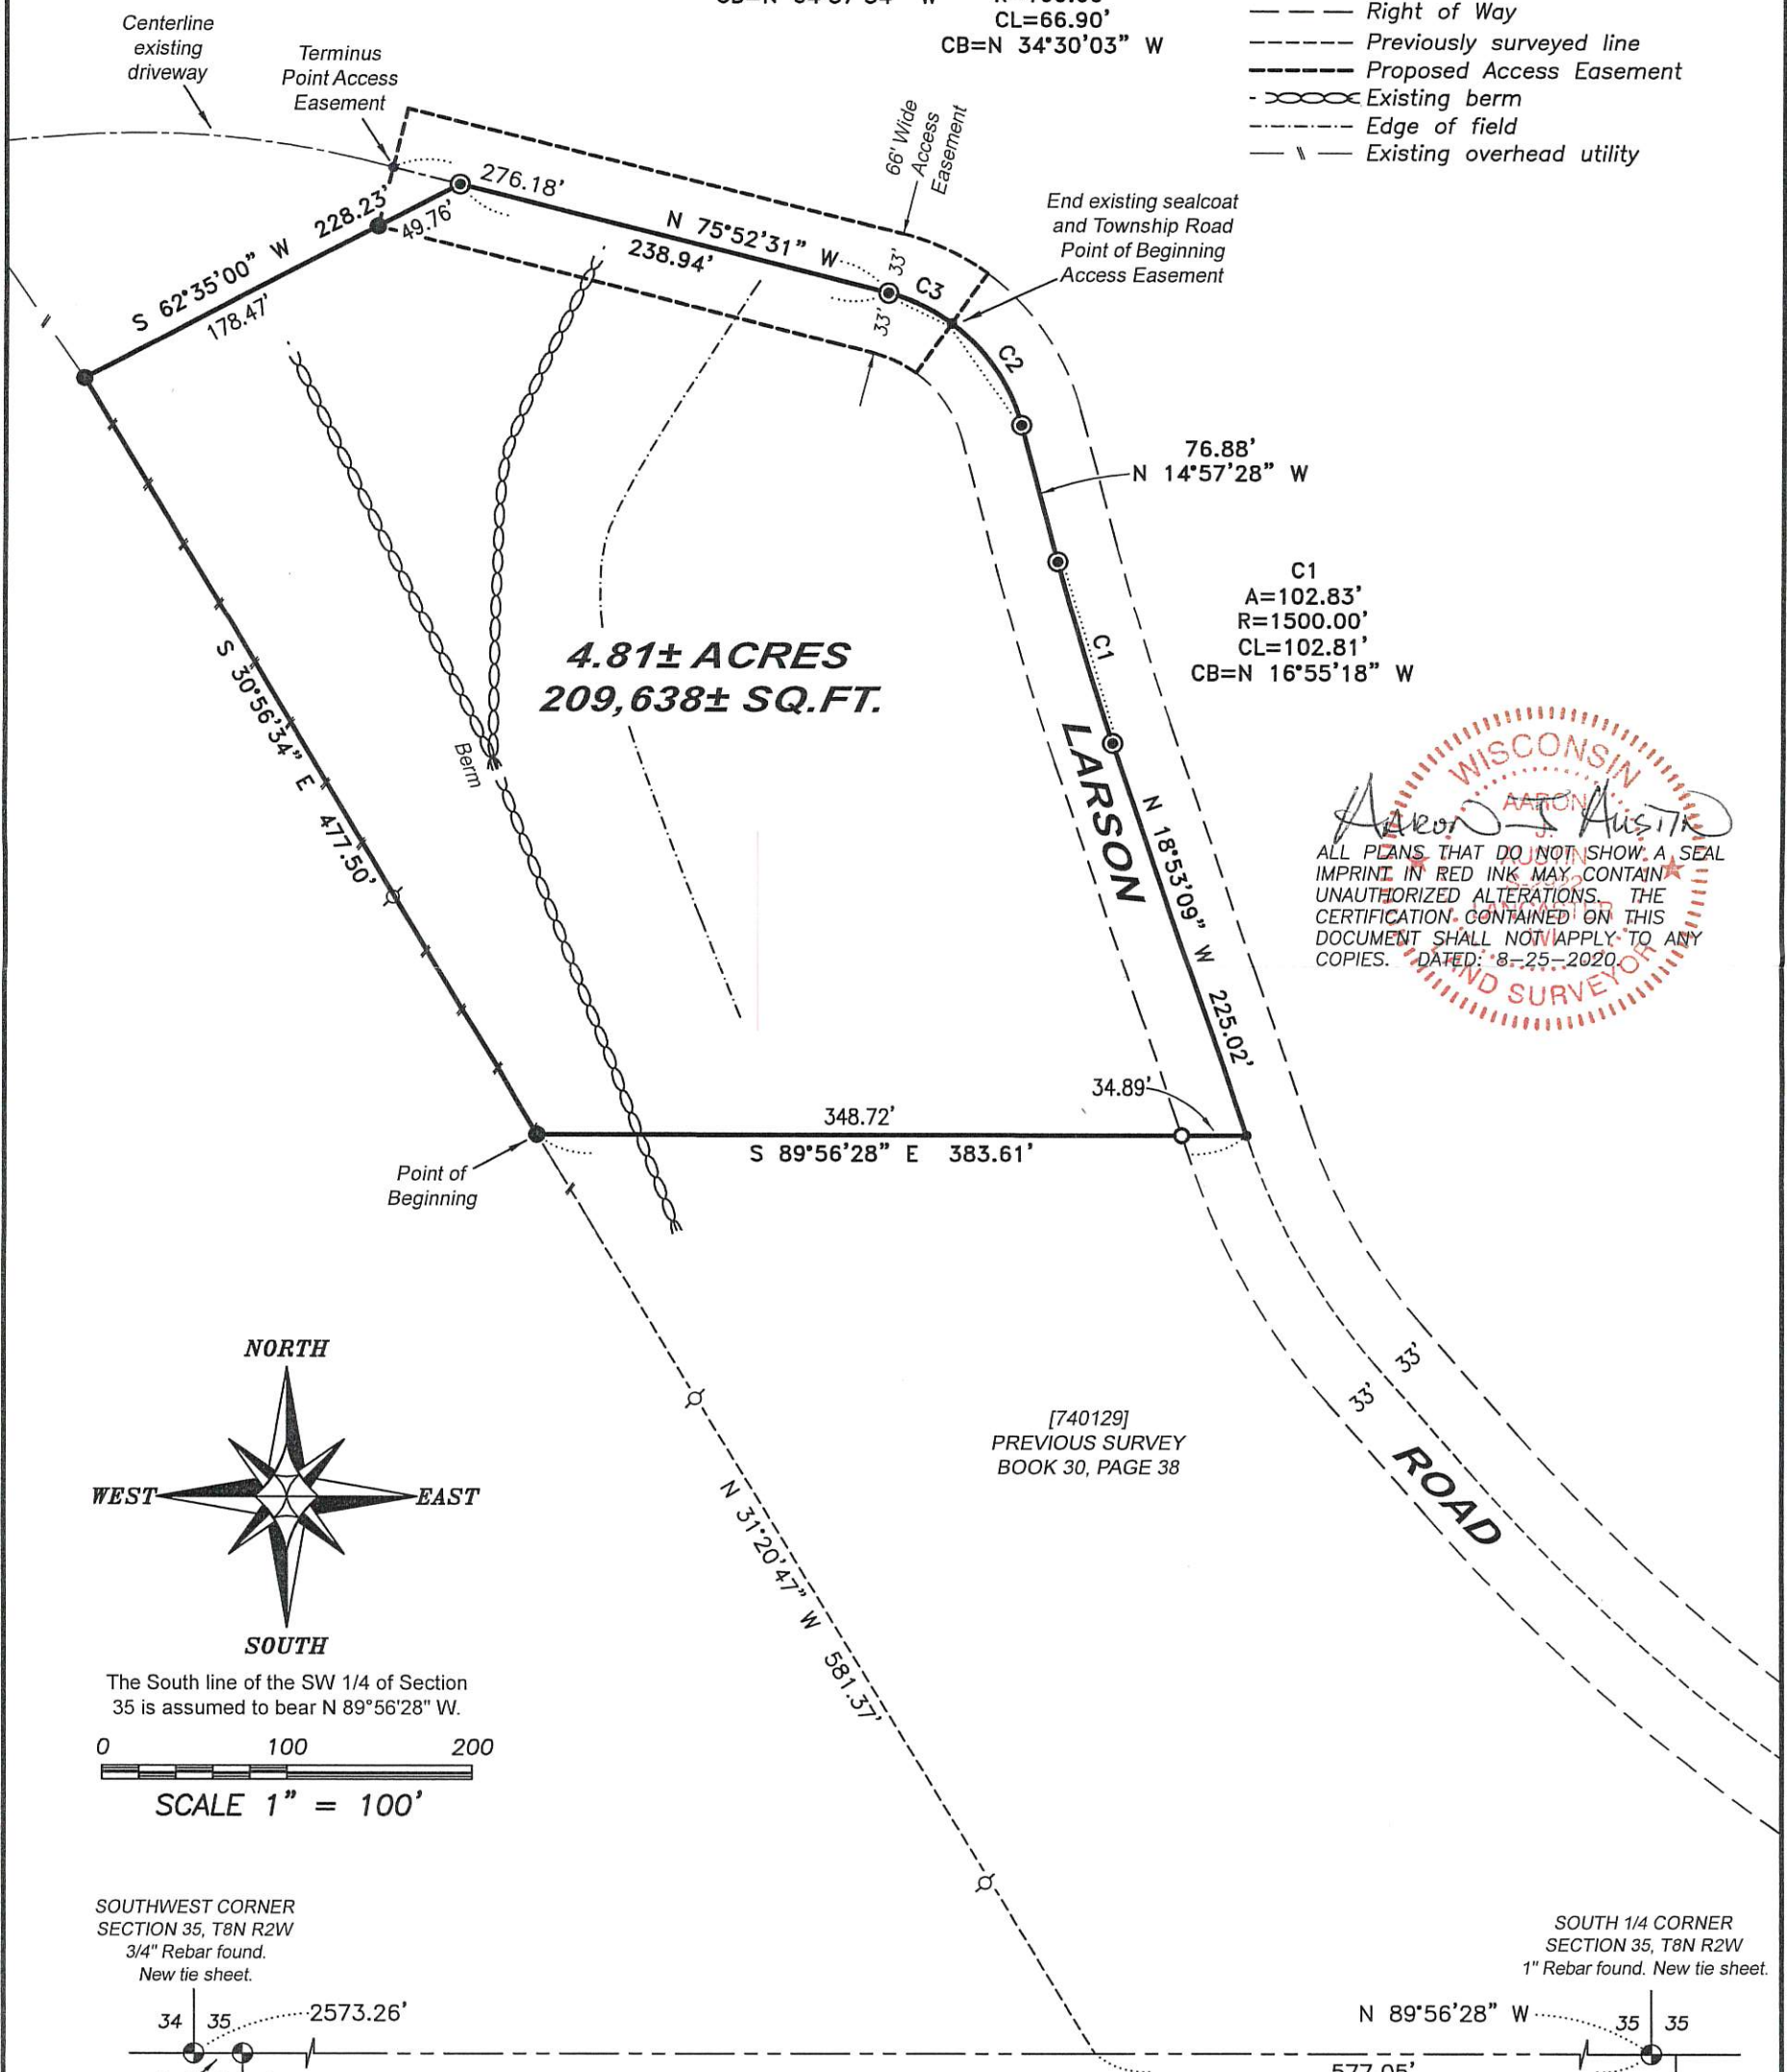 CL=66.90'
CB=N 34°30'03" W
Right of Way
Previously surveyed line
Proposed Access Easement
Existing berm
Edge of field
Existing overhead utility
Centerline
existing
driveway
Terminus
Point Access
Easement
66' Wide
Access
Easement
End existing sealcoat
and Township Road
Point of Beginning
Access Easement
276.18'
N 75°52'31" W
238.94'
33'
33'
C3
C2
228.23'
49.76'
S 62°35'00" W
178.47'
76.88'
N 14°57'28" W
C1
A=102.83'
R=1500.00'
CL=102.81'
CB=N 16°55'18" W
C1
4.81± ACRES
209,638± SQ.FT.
S 30°56'34" E 477.50'
Berm
LARSON
N 18°53'09" W 225.02'
WISCONSIN
AARON
J.
AUSTIN
LANCASTER
WI
LAND SURVEYOR
Aaron J Austin
ALL PLANS THAT DO NOT SHOW A SEAL
IMPRINT IN RED INK MAY CONTAIN
UNAUTHORIZED ALTERATIONS. THE
CERTIFICATION CONTAINED ON THIS
DOCUMENT SHALL NOT APPLY TO ANY
COPIES. DATED: 8-25-2020.
34.89'
348.72'
S 89°56'28" E 383.61'
Point of
Beginning
33'
33'
ROAD
[740129]
PREVIOUS SURVEY
BOOK 30, PAGE 38
N 31°20'47" W 581.37'
NORTH
WEST
EAST
SOUTH
The South line of the SW 1/4 of Section
35 is assumed to bear N 89°56'28" W.
0 100 200
SCALE 1" = 100'
SOUTHWEST CORNER
SECTION 35, T8N R2W
3/4" Rebar found.
New tie sheet.
34 35
2573.26'
SOUTH 1/4 CORNER
SECTION 35, T8N R2W
1" Rebar found. New tie sheet.
N 89°56'28" W
35 35
577.05'